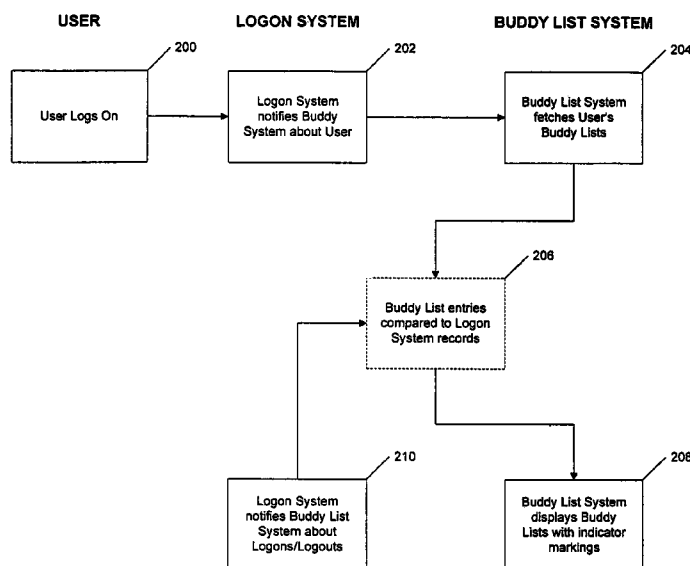 USER
LOGON SYSTEM
BUDDY LIST SYSTEM
200
202
204
User Logs On
Logon System
notifies Buddy
System about User
Buddy List System
fetches User's
Buddy Lists
206
Buddy List entries
compared to Logon
System records
210
208
Logon System
notifies Buddy List
System about
Logons/Logouts
Buddy List System
displays Buddy
Lists with indicator
markings